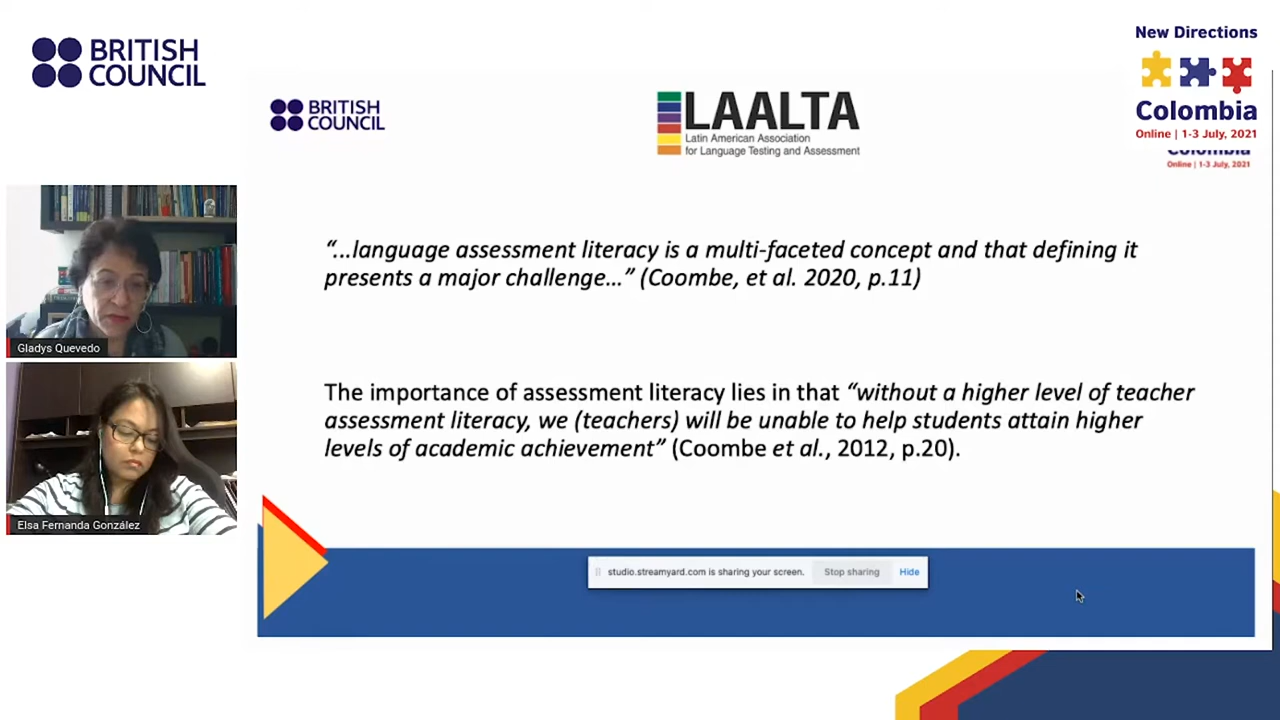 BRITISH
COUNCIL
New Directions
Colombia
Online | 1-3 July, 2021
BRITISH
COUNCIL
LAALTA
Latin American Association
for Language Testing and Assessment
Colombia
Online | 1-3 July, 2021
“...language assessment literacy is a multi-faceted concept and that defining it
presents a major challenge...” (Coombe, et al. 2020, p.11)
The importance of assessment literacy lies in that “without a higher level of teacher
assessment literacy, we (teachers) will be unable to help students attain higher
levels of academic achievement” (Coombe et al., 2012, p.20).
Gladys Quevedo
Elsa Fernanda González
studio.streamyard.com is sharing your screen.
Stop sharing
Hide